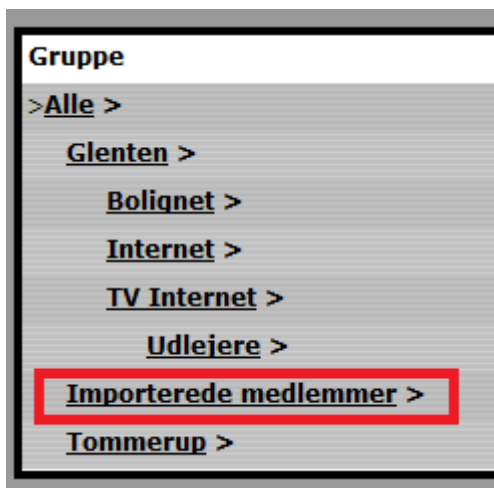 Gruppe
>Alle >
Glenten >
Bolignet >
Internet >
TV Internet >
Udlejere >
Importerede medlemmer >
Tommerup >